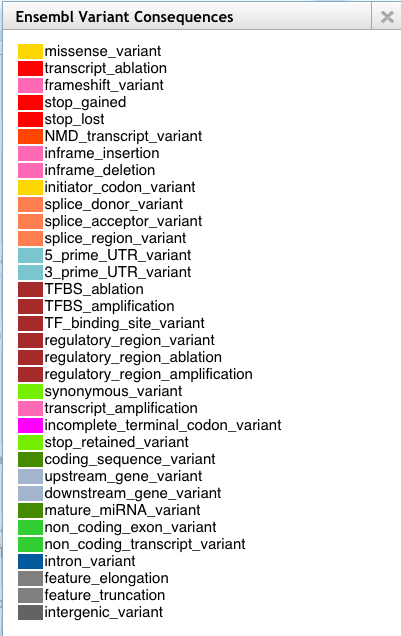 Ensembl Variant Consequences
missense_variant
transcript_ablation
frameshift_variant
stop_gained
stop_lost
NMD_transcript_variant
inframe_insertion
inframe_deletion
initiator_codon_variant
splice_donor_variant
splice_acceptor_variant
splice_region_variant
5_prime_UTR_variant
3_prime_UTR_variant
TFBS_ablation
TFBS_amplification
TF_binding_site_variant
regulatory_region_variant
regulatory_region_ablation
regulatory_region_amplification
synonymous_variant
transcript_amplification
incomplete_terminal_codon_variant
stop_retained_variant
coding_sequence_variant
upstream_gene_variant
downstream_gene_variant
mature_miRNA_variant
non_coding_exon_variant
non_coding_transcript_variant
intron_variant
feature_elongation
feature_truncation
intergenic_variant